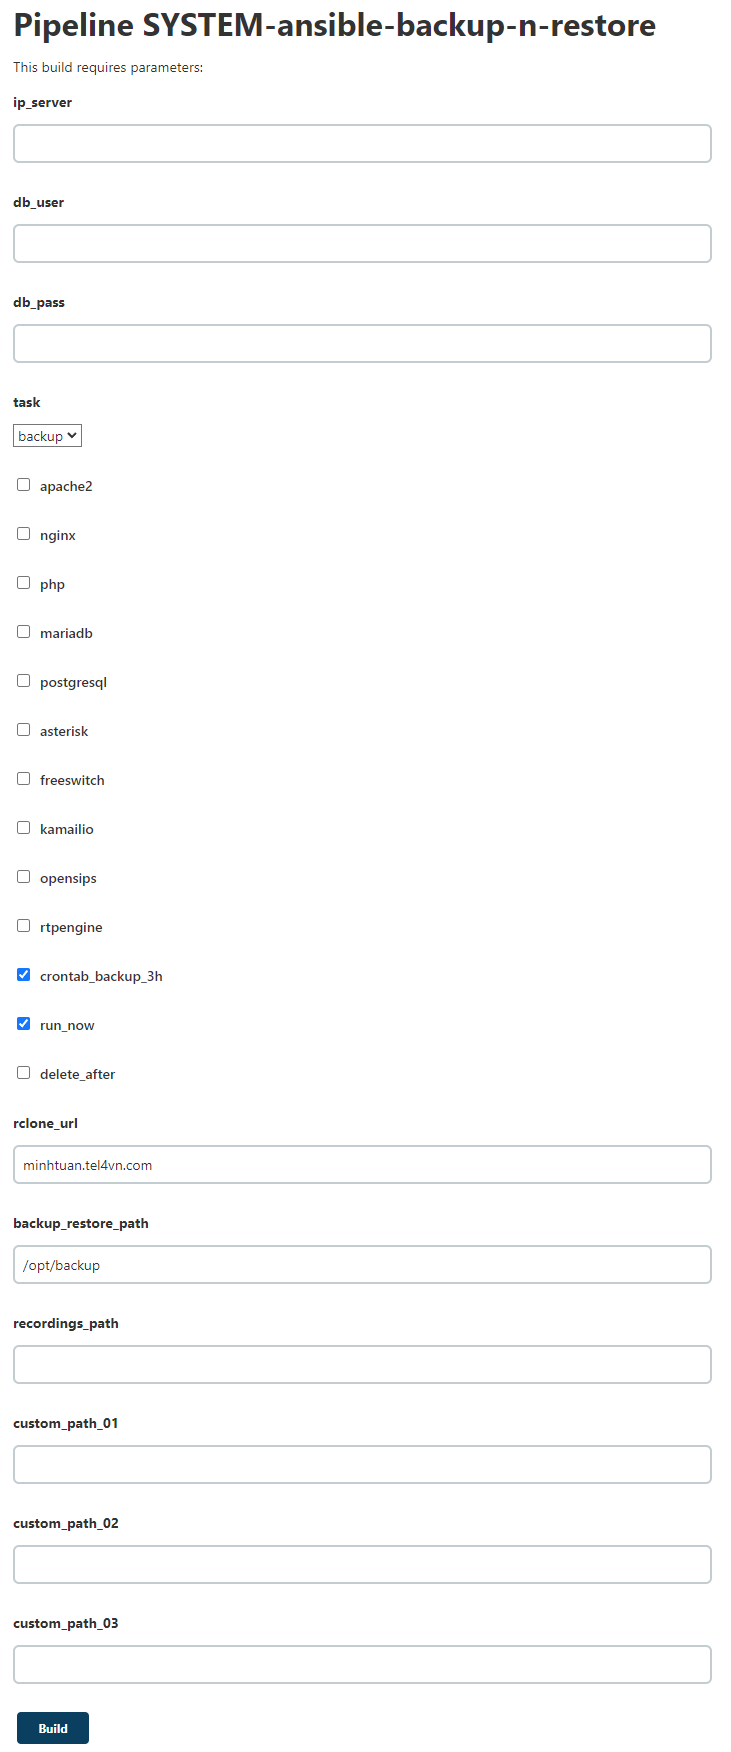 Pipeline SYSTEM-ansible-backup-n-restore
This build requires parameters:
ip_server
db_user
db_pass
task
backup
apache2
nginx
php
mariadb
postgresql
asterisk
freeswitch
kamailio
opensips
rtpengine
crontab_backup_3h
run_now
delete_after
rclone_url
minhtuan.tel4vn.com
backup_restore_path
/opt/backup
recordings_path
custom_path_01
custom_path_02
custom_path_03
Build